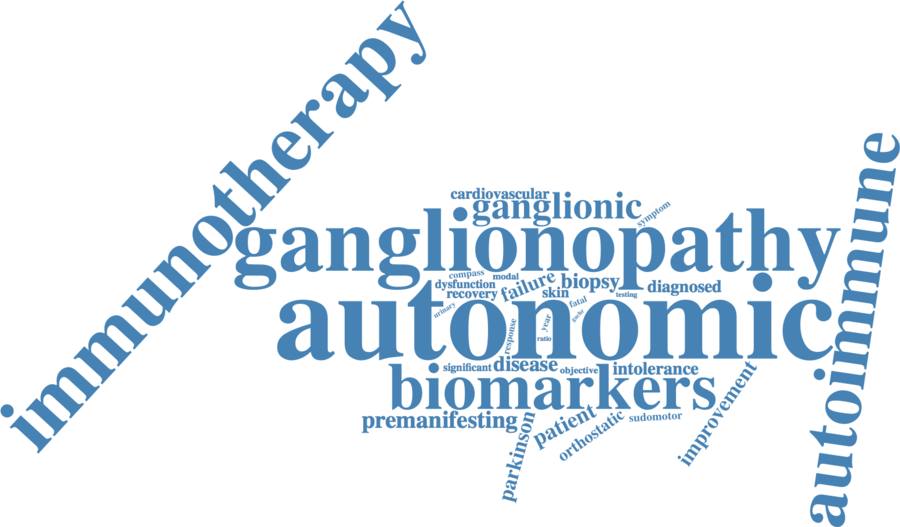 immunotherapy
autoimmune
cardiovascular
ganglionic
symptom
ganglionopathy
compass
modal
dysfunction
failure
biopsy
diagnosed
recovery
skin
testing
urinary
fatal
gachr
autonomic
response
year
ratio
significant
disease
objective
intolerance
biomarkers
improvement
premanifesting
parkinson
patient
orthostatic
sudomotor